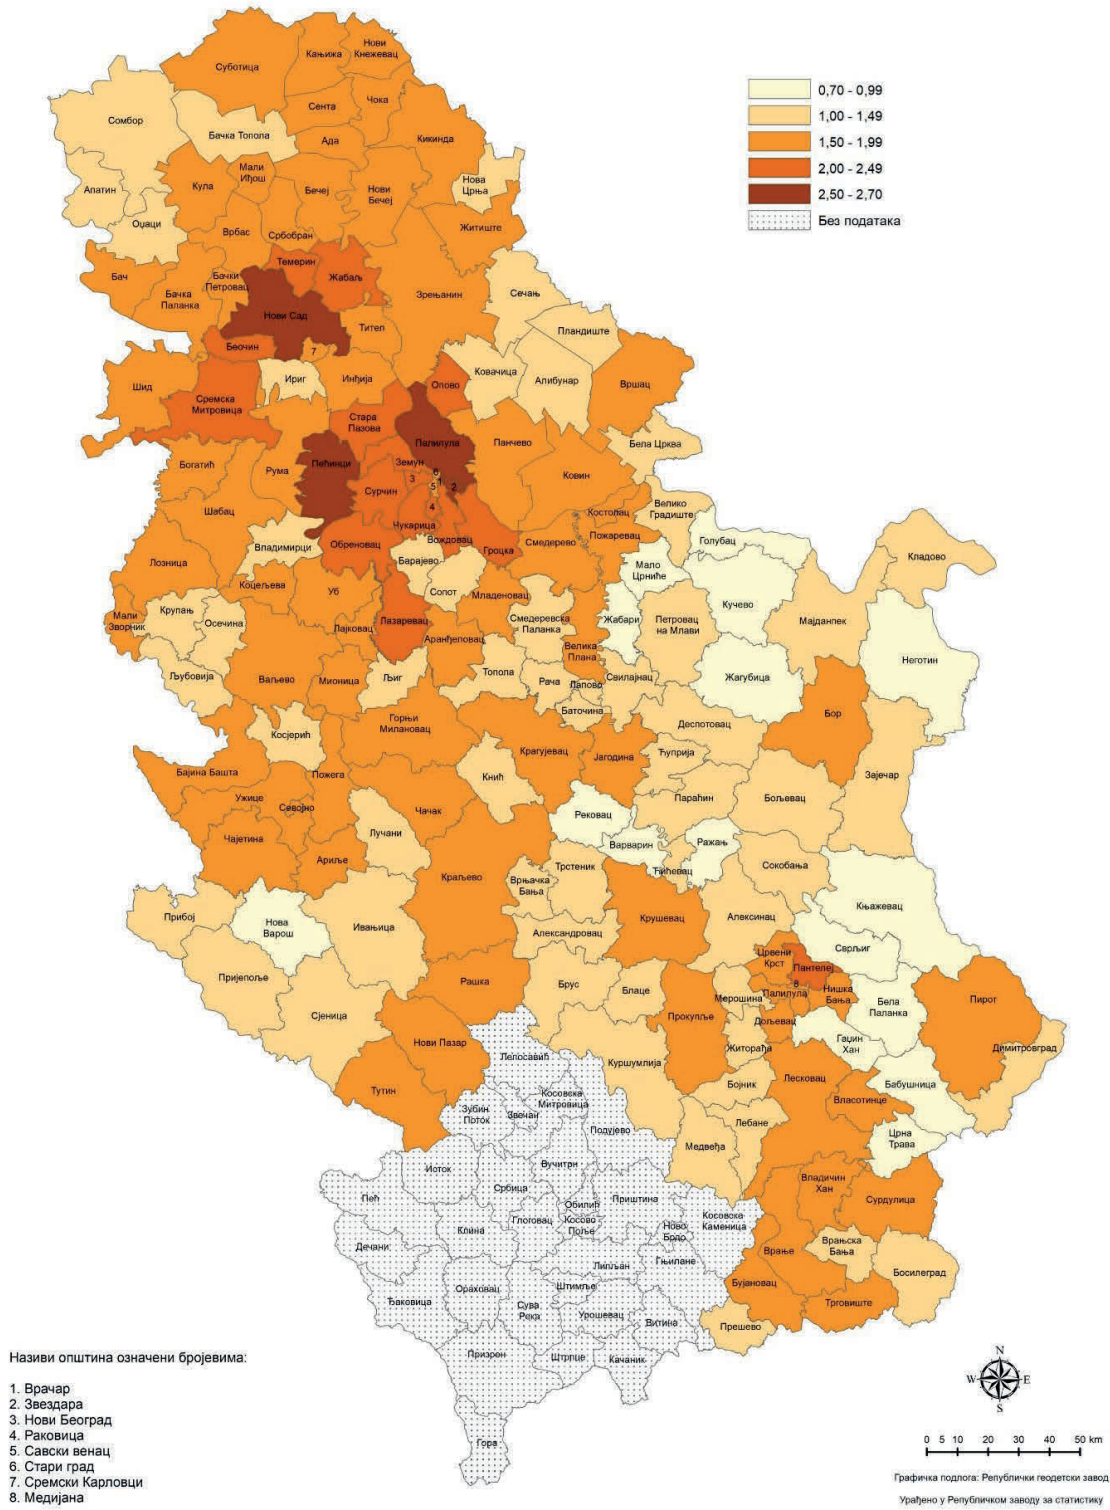 Суботица
Кањижа
Нови
Кнежевац
Сента
Чока
Сомбор
Бачка Топола
Ада
Кикинда
Апатин
Кула
Мали
Иђош
Бечеј
Нови
Бечеј
Нова
Црња
Оџаци
Врбас
Србобран
Житиште
Бач
Бачка
Паланка
Бачки
Петровац
Темерин
Жабаљ
Зрењанин
Сечањ
Нови Сад
Тител
Пландиште
Беочин
7
Шид
Сремска
Митровица
Ириг
Инђија
Опово
Ковачица
Алибунар
Вршац
Стара
Пазова
Палилула
Панчево
Бела Црква
Богатић
Рума
Пећинци
Земун
6
3
1
5
2
4
Сурчин
Ковин
Шабац
Чукарица
Вождовац
Гроцка
Смедерево
Костолац
Пожаревац
Велико
Градиште
Голубац
Владимирци
Обреновац
Барајево
Лозница
Коцељева
Уб
Сопот
Младеновац
Мало
Црниће
Кучево
Кладово
Мали
Зворник
Крупањ
Осечина
Лајковац
Лазаревац
Аранђеловац
Смедеревска
Паланка
Велика
Плана
Жабари
Петровац
на Млави
Мајданпек
Неготин
Љубовија
Ваљево
Мионица
Љиг
Топола
Рача
Лапово
Свилајнац
Жагубица
Косјерић
Горњи
Милановац
Баточина
Деспотовац
Бор
Бајина Башта
Пожега
Крагујевац
Јагодина
Ћуприја
Зајечар
Ужице
Севојно
Чачак
Кнић
Параћин
Бољевац
Чајетина
Ариље
Лучани
Рековац
Варварин
Ражањ
Ћићевац
Сокобања
Краљево
Врњачка
Бања
Трстеник
Прибој
Нова
Варош
Ивањица
Александровац
Крушевац
Алексинац
Књажевац
Сврљиг
Пријепоље
Рашка
Брус
Блаце
Црвени
Крст
Пантелеј
8
Мерошина
Палилула
Нишка
Бања
Бела
Паланка
Пирот
Сјеница
Прокупље
Дољевац
Нови Пазар
Лепосавић
Куршумлија
Житорађа
Гаџин
Хан
Димитровград
Тутин
Зубин
Поток
Звечан
Косовска
Митровица
Подујево
Бојник
Лесковац
Власотинце
Бабушница
Медвеђа
Лебане
Црна
Трава
Исток
Вучитрн
Србица
Пећ
Обилић
Приштина
Косовска
Каменица
Владичин
Хан
Сурдулица
Клина
Глоговац
Косово
Поље
Ново
Брдо
Дечани
Липљан
Гњилане
Врање
Врањска
Бања
Босилеград
Ђаковица
Ораховац
Сува
Река
Штимље
Урошевац
Витина
Бујановац
Трговиште
Прешево
Призрен
Штрпце
Качаник
Гора
0,70 - 0,99
1,00 - 1,49
1,50 - 1,99
2,00 - 2,49
2,50 - 2,70
Без података
Називи општина означени бројевима:
1. Врачар
2. Звездара
3. Нови Београд
4. Раковица
5. Савски венац
6. Стари град
7. Сремски Карловци
8. Медијана
N
W
E
S
0 5 10 20 30 40 50 km
Графичка подлога: Републички геодетски завод
Урађено у Републичком заводу за статистику